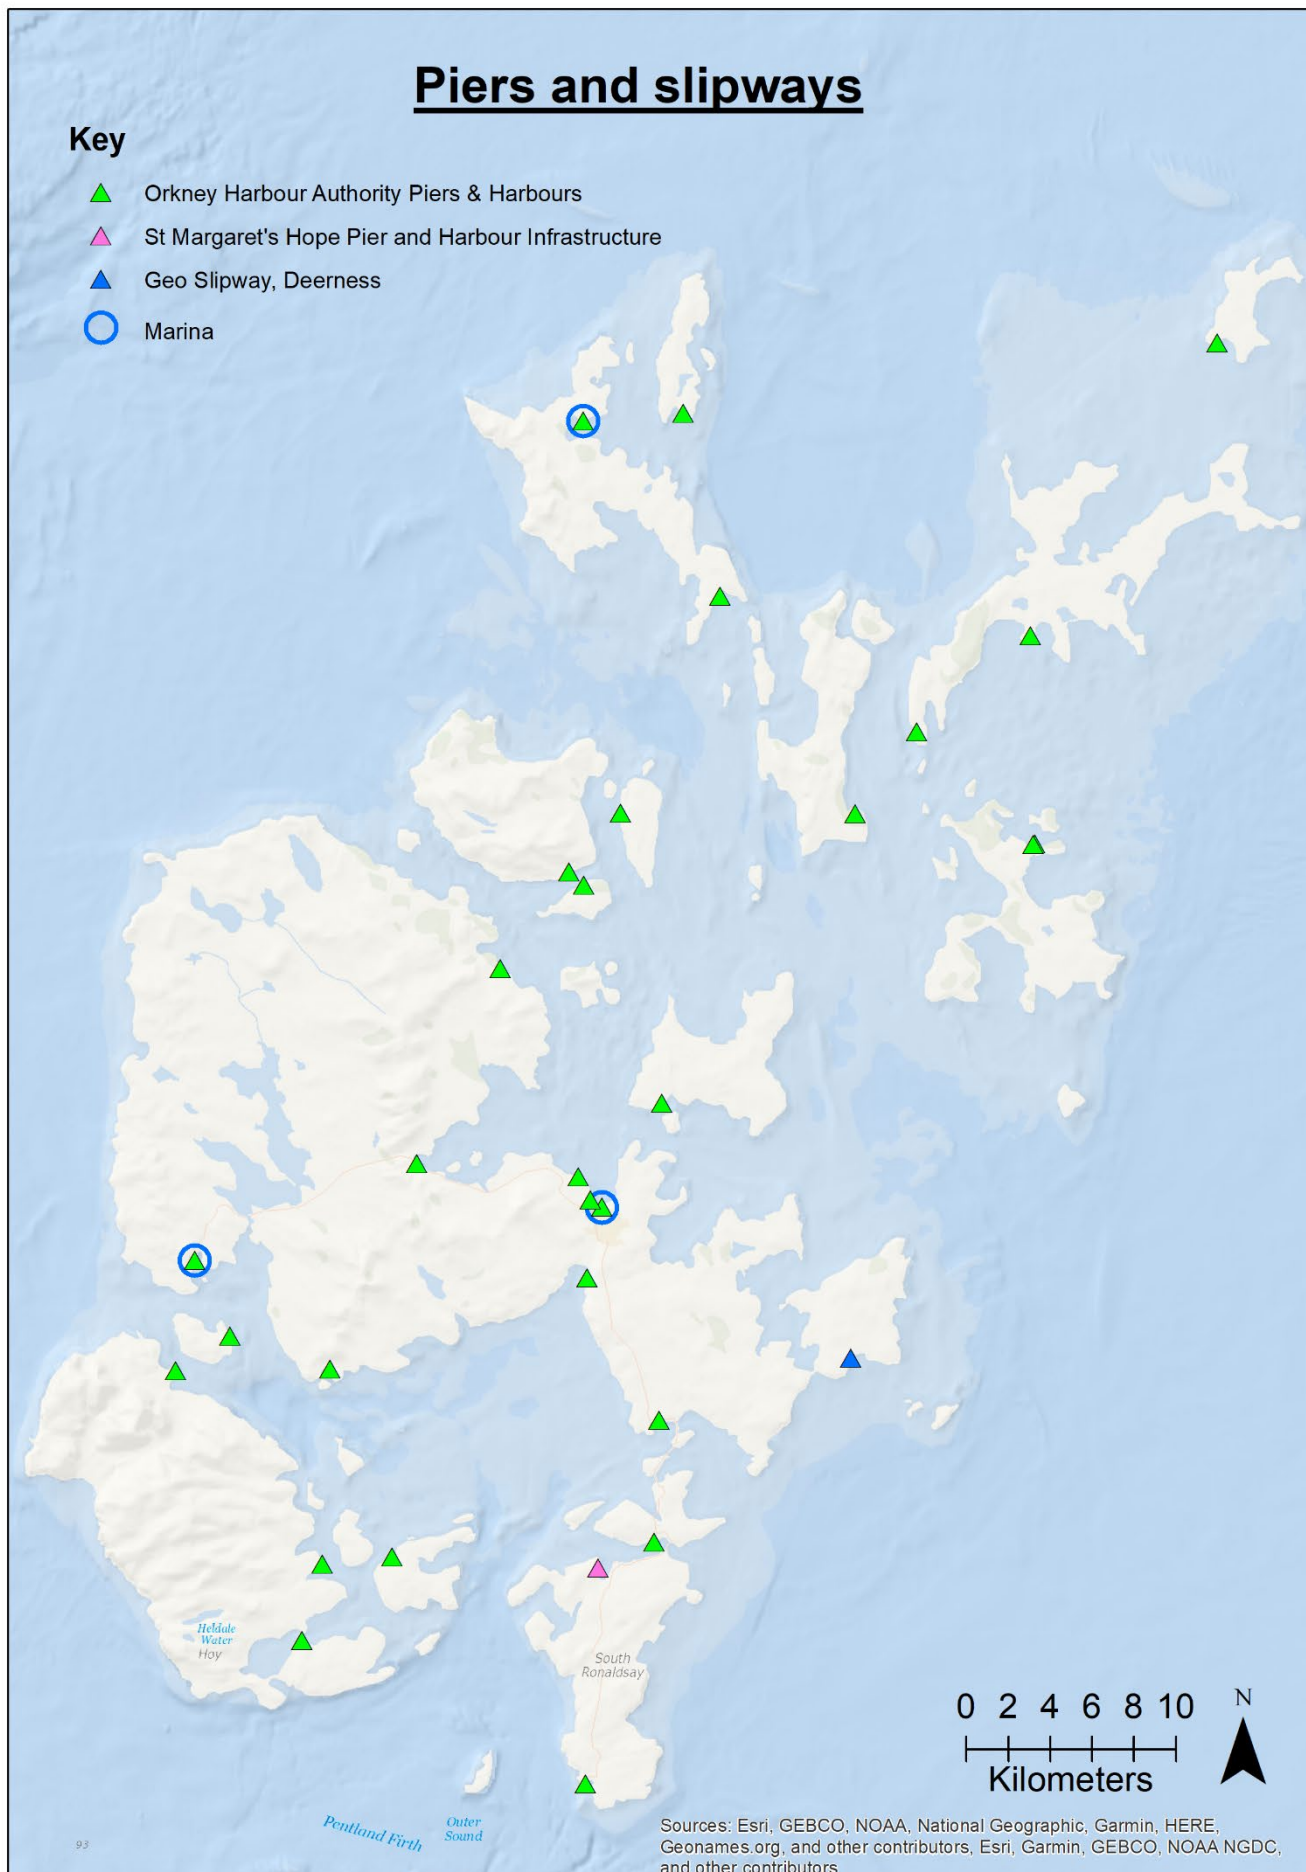 Piers and slipways
Key
Orkney Harbour Authority Piers & Harbours
St Margaret's Hope Pier and Harbour Infrastructure
Geo Slipway, Deerness
Marina
Heldale
Water
Hoy
South
Ronaldsay
0 2 4 6 8 10
Kilometers
N
Pentland Firth
Outer
Sound
93
Sources: Esri, GEBCO, NOAA, National Geographic, Garmin, HERE,
Geonames.org, and other contributors, Esri, Garmin, GEBCO, NOAA NGDC,
and other contributors